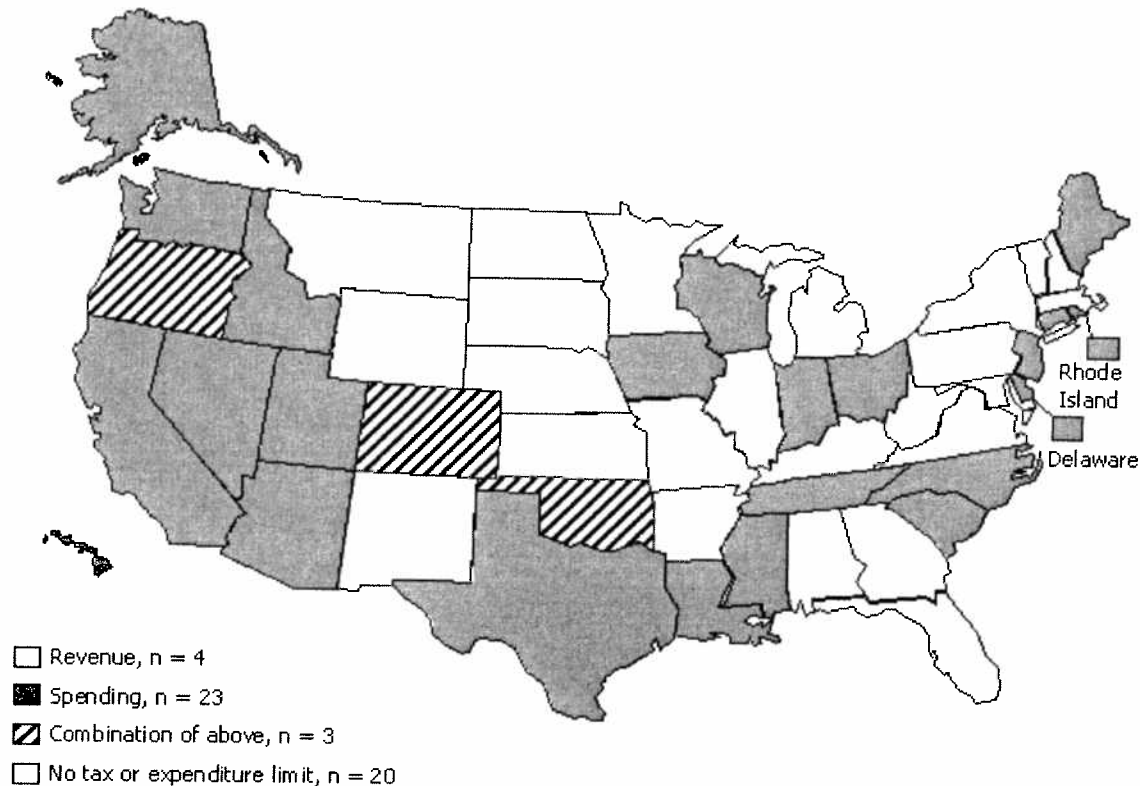 Rhode
Island
Delaware
Revenue, n = 4
Spending, n = 23
Combination of above, n = 3
No tax or expenditure limit, n = 20